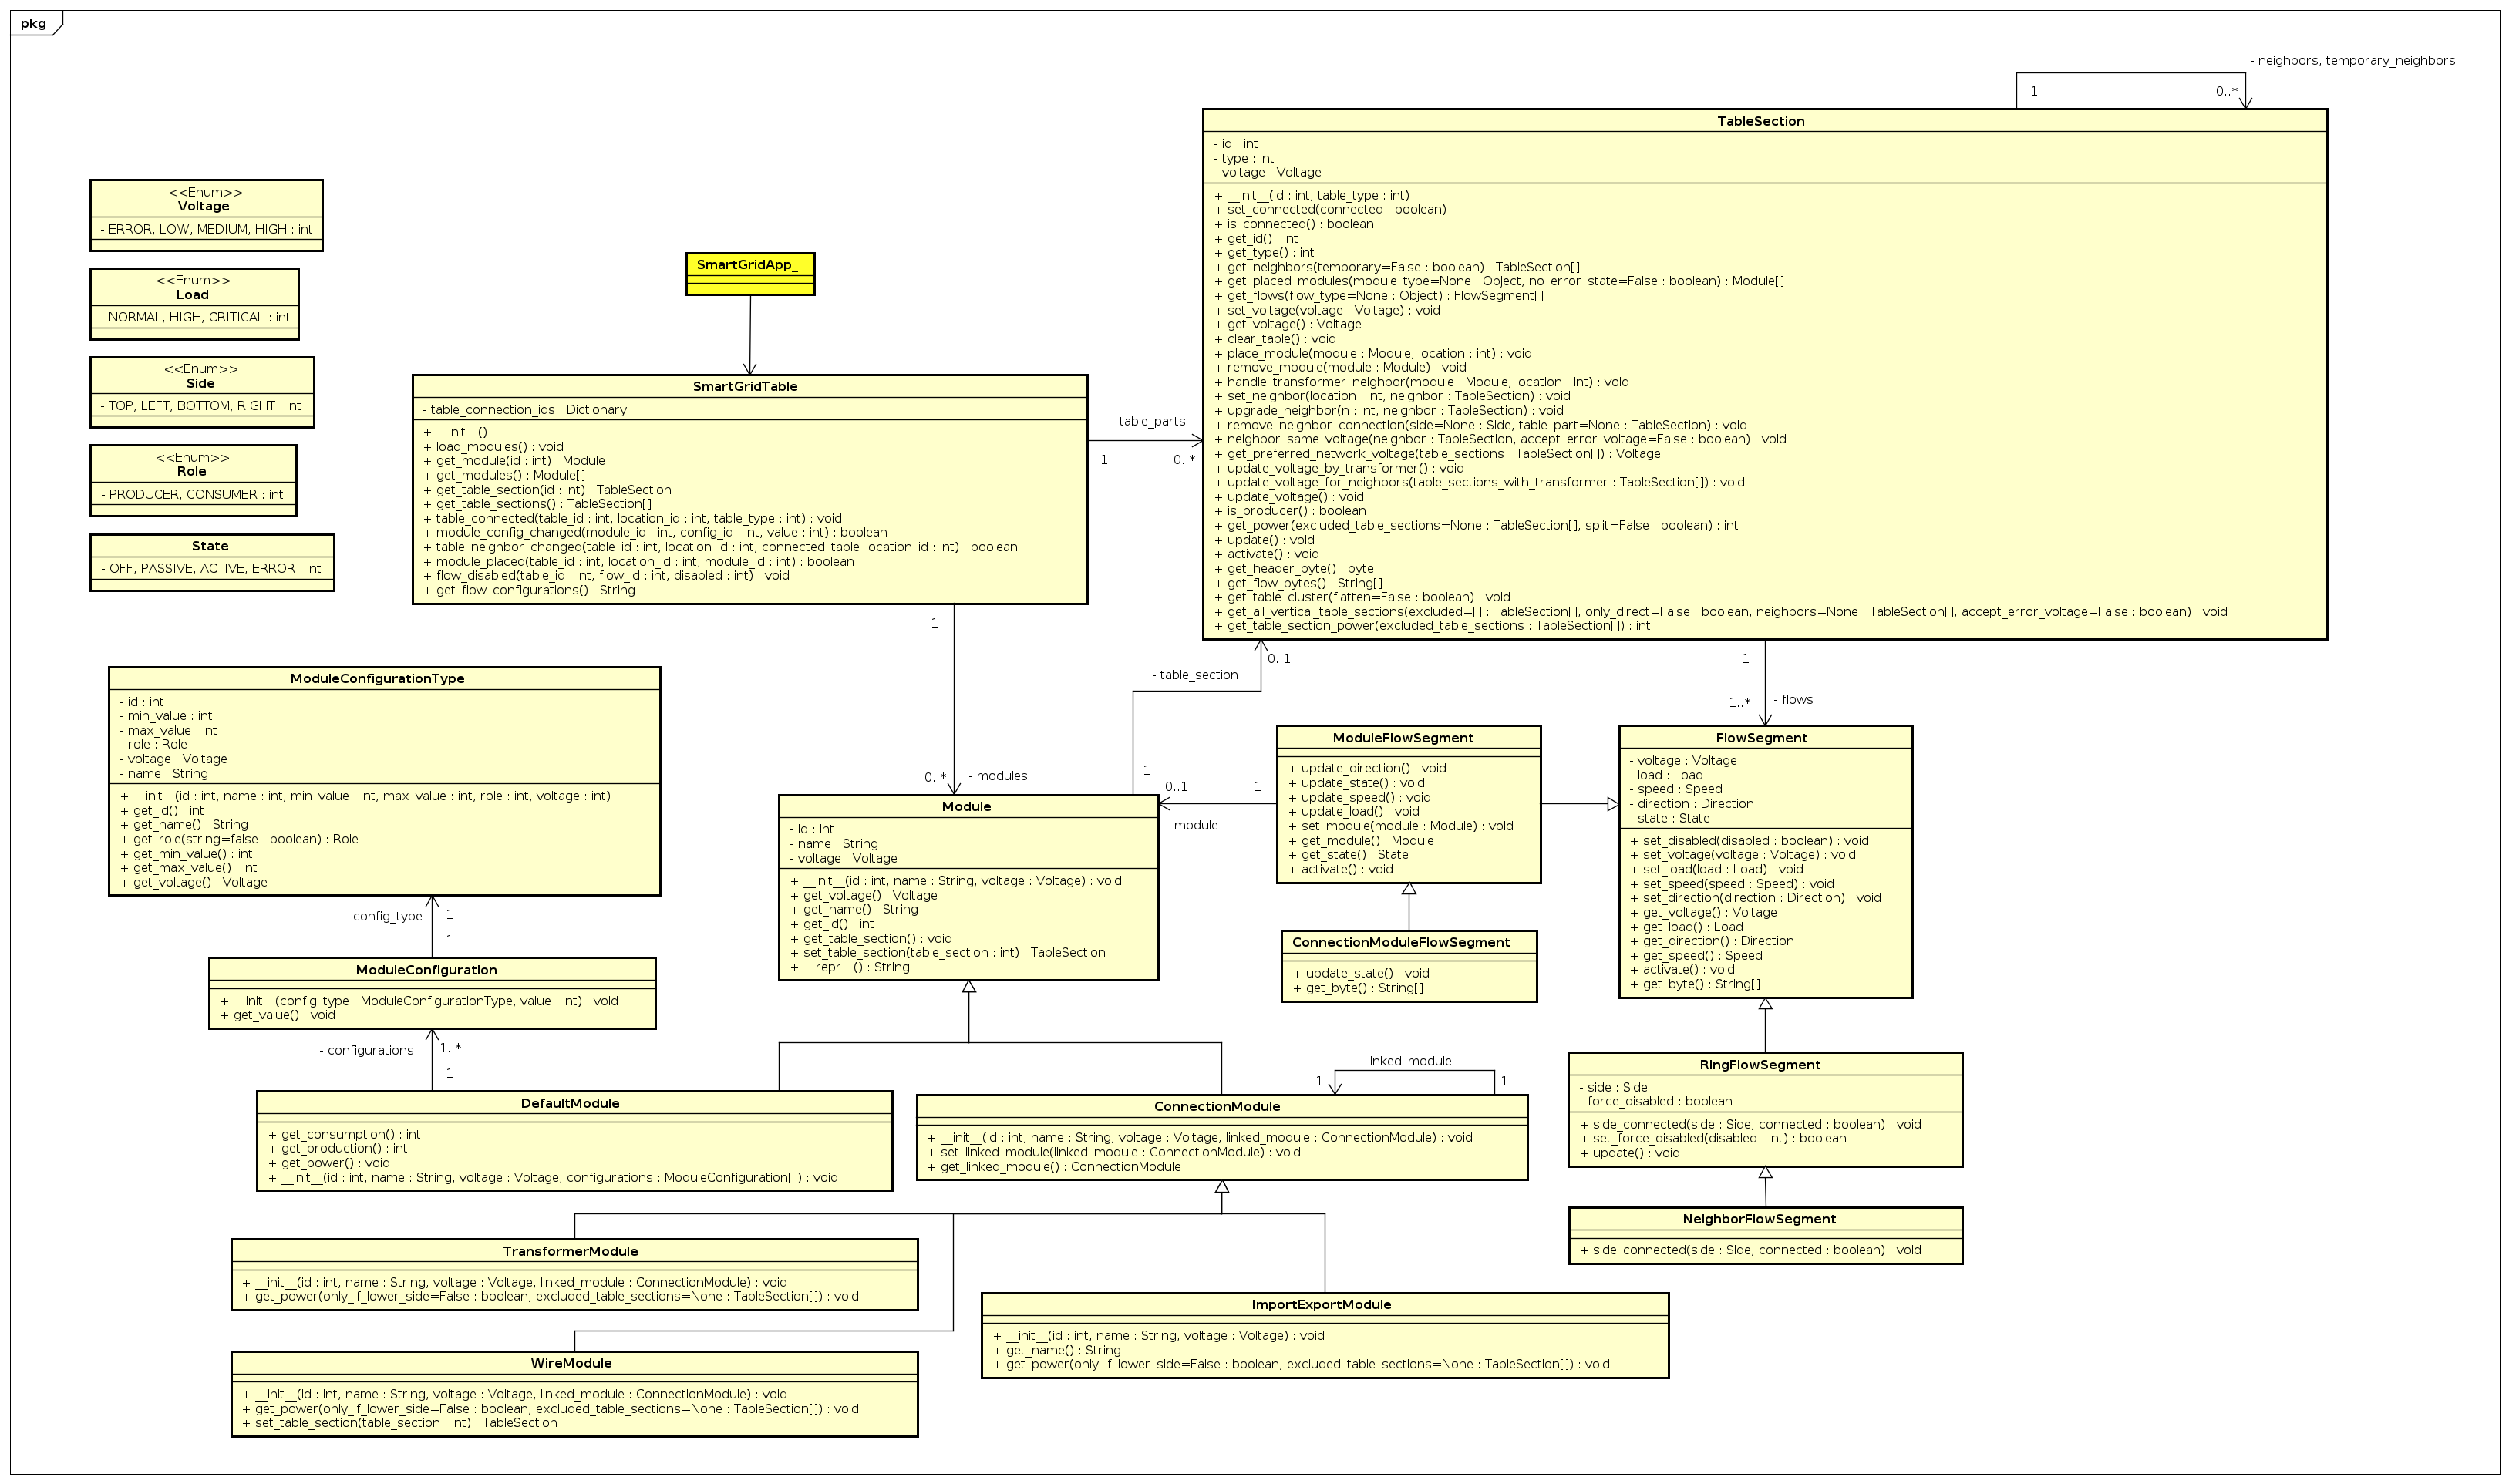 pkg
- neighbors, temporary_neighbors
1
0..*
TableSection
- id : int
- type : int
- voltage : Voltage
+ __init__(id : int, table_type : int)
+ set_connected(connected : boolean)
+ is_connected() : boolean
+ get_id() : int
+ get_type() : int
+ get_neighbors(temporary=False : boolean) : TableSection[]
+ get_placed_modules(module_type=None : Object, no_error_state=False : boolean) : Module[]
+ get_flows(flow_type=None : Object) : FlowSegment[]
+ set_voltage(voltage : Voltage) : void
+ get_voltage() : Voltage
+ clear_table() : void
+ place_module(module : Module, location : int) : void
+ remove_module(module : Module) : void
+ handle_transformer_neighbor(module : Module, location : int) : void
+ set_neighbor(location : int, neighbor : TableSection) : void
+ upgrade_neighbor(n : int, neighbor : TableSection) : void
+ remove_neighbor_connection(side=None : Side, table_part=None : TableSection) : void
+ neighbor_same_voltage(neighbor : TableSection, accept_error_voltage=False : boolean) : void
+ get_preferred_network_voltage(table_sections : TableSection[]) : Voltage
+ update_voltage_by_transformer() : void
+ update_voltage_for_neighbors(table_sections_with_transformer : TableSection[]) : void
+ update_voltage() : void
+ is_producer() : boolean
+ get_power(excluded_table_sections=None : TableSection[], split=False : boolean) : int
+ update() : void
+ activate() : void
+ get_header_byte() : byte
+ get_flow_bytes() : String[]
+ get_table_cluster(flatten=False : boolean) : void
+ get_all_vertical_table_sections(excluded=[] : TableSection[], only_direct=False : boolean, neighbors=None : TableSection[], accept_error_voltage=False : boolean) : void
+ get_table_section_power(excluded_table_sections : TableSection[]) : int
<<Enum>>
Voltage
- ERROR, LOW, MEDIUM, HIGH : int
<<Enum>>
Load
- NORMAL, HIGH, CRITICAL : int
<<Enum>>
Side
- TOP, LEFT, BOTTOM, RIGHT : int
<<Enum>>
Role
- PRODUCER, CONSUMER : int
State
- OFF, PASSIVE, ACTIVE, ERROR : int
SmartGridApp_
SmartGridTable
- table_connection_ids : Dictionary
+ __init__()
+ load_modules() : void
+ get_module(id : int) : Module
+ get_modules() : Module[]
+ get_table_section(id : int) : TableSection
+ get_table_sections() : TableSection[]
+ table_connected(table_id : int, location_id : int, table_type : int) : void
+ module_config_changed(module_id : int, config_id : int, value : int) : boolean
+ table_neighbor_changed(table_id : int, location_id : int, connected_table_location_id : int) : boolean
+ module_placed(table_id : int, location_id : int, module_id : int) : boolean
+ flow_disabled(table_id : int, flow_id : int, disabled : int) : void
+ get_flow_configurations() : String
- table_parts
1
0..*
1
0..*
- modules
- table_section
0..1
1
1
1..*
- flows
ModuleConfigurationType
- id : int
- min_value : int
- max_value : int
- role : Role
- voltage : Voltage
- name : String
+ __init__(id : int, name : int, min_value : int, max_value : int, role : int, voltage : int)
+ get_id() : int
+ get_name() : String
+ get_role(string=false : boolean) : Role
+ get_min_value() : int
+ get_max_value() : int
+ get_voltage() : Voltage
- config_type
1
1
ModuleConfiguration
+ __init__(config_type : ModuleConfigurationType, value : int) : void
+ get_value() : void
- configurations
1..*
1
Module
- id : int
- name : String
- voltage : Voltage
+ __init__(id : int, name : String, voltage : Voltage) : void
+ get_voltage() : Voltage
+ get_name() : String
+ get_id() : int
+ get_table_section() : void
+ set_table_section(table_section : int) : TableSection
+ __repr__() : String
0..1
1
- module
ModuleFlowSegment
+ update_direction() : void
+ update_state() : void
+ update_speed() : void
+ update_load() : void
+ set_module(module : Module) : void
+ get_module() : Module
+ get_state() : State
+ activate() : void
ConnectionModuleFlowSegment
+ update_state() : void
+ get_byte() : String[]
FlowSegment
- voltage : Voltage
- load : Load
- speed : Speed
- direction : Direction
- state : State
+ set_disabled(disabled : boolean) : void
+ set_voltage(voltage : Voltage) : void
+ set_load(load : Load) : void
+ set_speed(speed : Speed) : void
+ set_direction(direction : Direction) : void
+ get_voltage() : Voltage
+ get_load() : Load
+ get_direction() : Direction
+ get_speed() : Speed
+ activate() : void
+ get_byte() : String[]
RingFlowSegment
- side : Side
- force_disabled : boolean
+ side_connected(side : Side, connected : boolean) : void
+ set_force_disabled(disabled : int) : boolean
+ update() : void
NeighborFlowSegment
+ side_connected(side : Side, connected : boolean) : void
DefaultModule
+ get_consumption() : int
+ get_production() : int
+ get_power() : void
+ __init__(id : int, name : String, voltage : Voltage, configurations : ModuleConfiguration[]) : void
- linked_module
1
1
ConnectionModule
+ __init__(id : int, name : String, voltage : Voltage, linked_module : ConnectionModule) : void
+ set_linked_module(linked_module : ConnectionModule) : void
+ get_linked_module() : ConnectionModule
TransformerModule
+ __init__(id : int, name : String, voltage : Voltage, linked_module : ConnectionModule) : void
+ get_power(only_if_lower_side=False : boolean, excluded_table_sections=None : TableSection[]) : void
ImportExportModule
+ __init__(id : int, name : String, voltage : Voltage) : void
+ get_name() : String
+ get_power(only_if_lower_side=False : boolean, excluded_table_sections=None : TableSection[]) : void
WireModule
+ __init__(id : int, name : String, voltage : Voltage, linked_module : ConnectionModule) : void
+ get_power(only_if_lower_side=False : boolean, excluded_table_sections=None : TableSection[]) : void
+ set_table_section(table_section : int) : TableSection